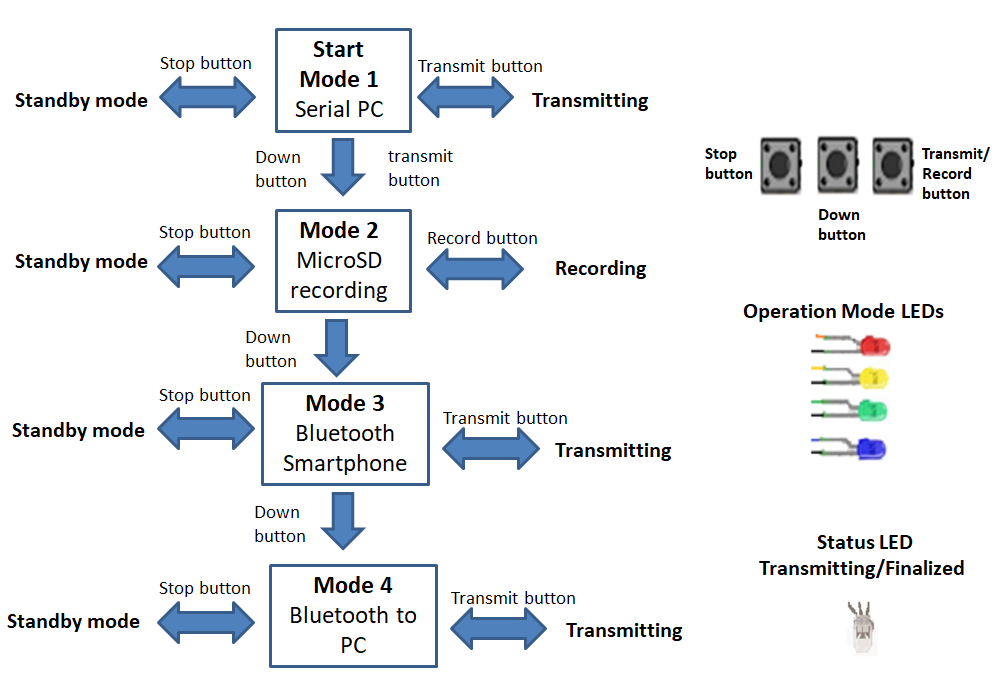 Start
Mode 1
Serial PC
Stop button
Transmit button
Standby mode
Transmitting
Down
button
transmit
button
Mode 2
MicroSD
recording
Stop button
Record button
Standby mode
Recording
Down
button
Mode 3
Bluetooth
Smartphone
Stop button
Transmit button
Standby mode
Transmitting
Down
button
Mode 4
Bluetooth to
PC
Stop button
Transmit button
Standby mode
Transmitting
Stop
button
Transmit/
Record
button
Down
button
Operation Mode LEDs
Status LED
Transmitting/Finalized